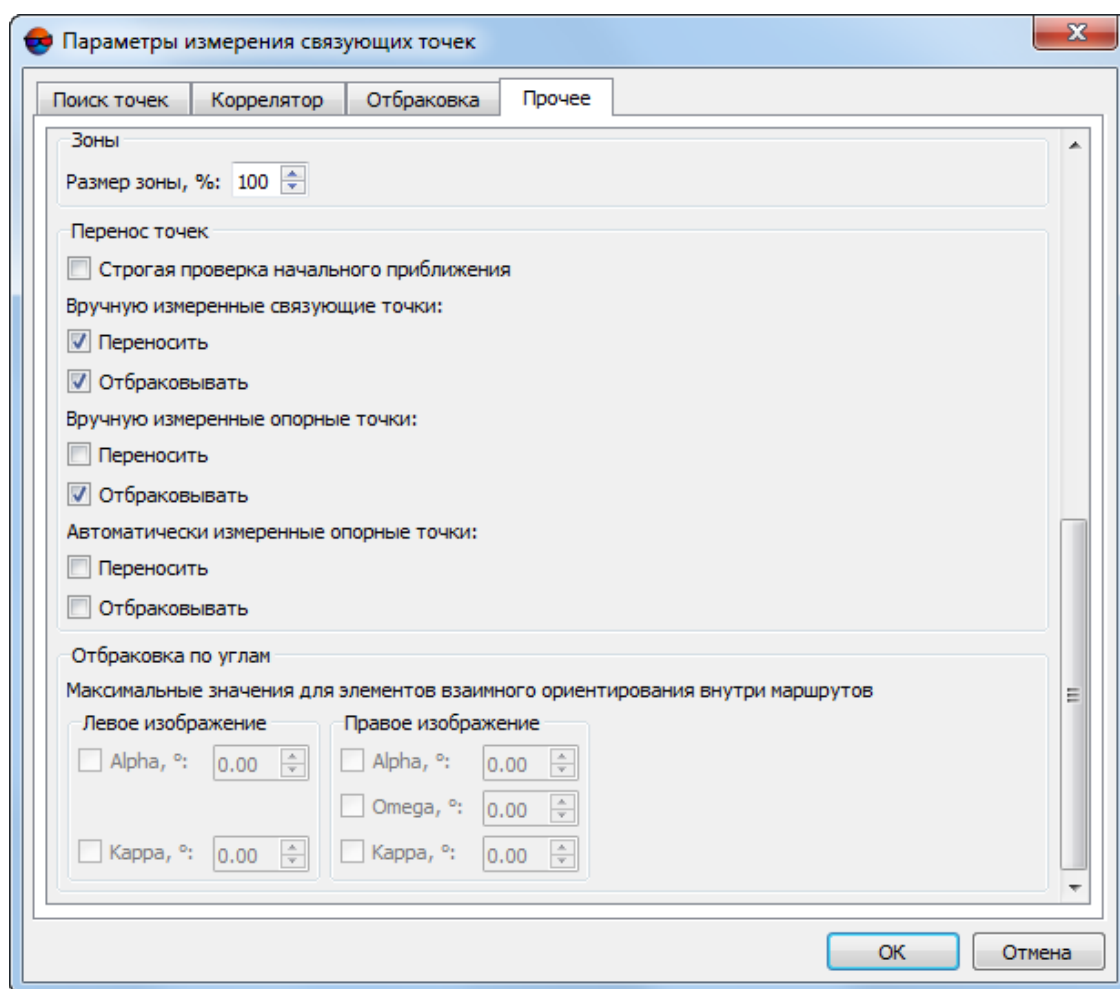 Параметры измерения связующих точек
Поиск точек Коррелятор Отбраковка Прочее
Зоны
Размер зоны, %: 100
Перенос точек
Строгая проверка начального приближения
Вручную измеренные связующие точки:
Переносить
Отбраковывать
Вручную измеренные опорные точки:
Переносить
Отбраковывать
Автоматически измеренные опорные точки:
Переносить
Отбраковывать
Отбраковка по углам
Максимальные значения для элементов взаимного ориентирования внутри маршрутов
Левое изображение Правое изображение
Alpha, °: 0.00 Alpha, °: 0.00
Omega, °: 0.00
Kappa, °: 0.00 Kappa, °: 0.00
OK Отмена